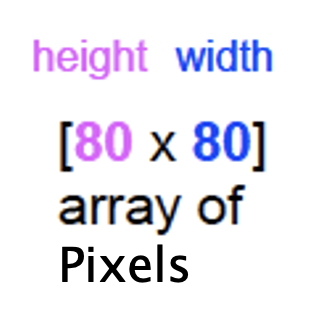 height width
[80 x 80]
array of
Pixels